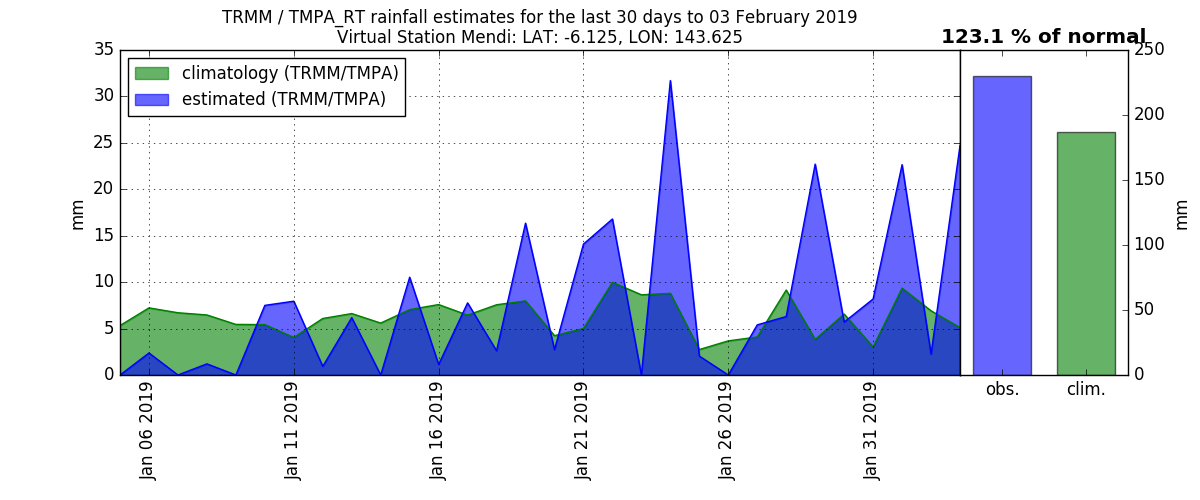 TRMM / TMPA_RT rainfall estimates for the last 30 days to 03 February 2019
Virtual Station Mendi: LAT: -6.125, LON: 143.625
123.1 % of normal
climatology (TRMM/TMPA)
estimated (TRMM/TMPA)
35
30
25
20
15
10
5
0
mm
Jan 06 2019
Jan 11 2019
Jan 16 2019
Jan 21 2019
Jan 26 2019
Jan 31 2019
obs.
clim.
250
200
150
100
50
0
mm